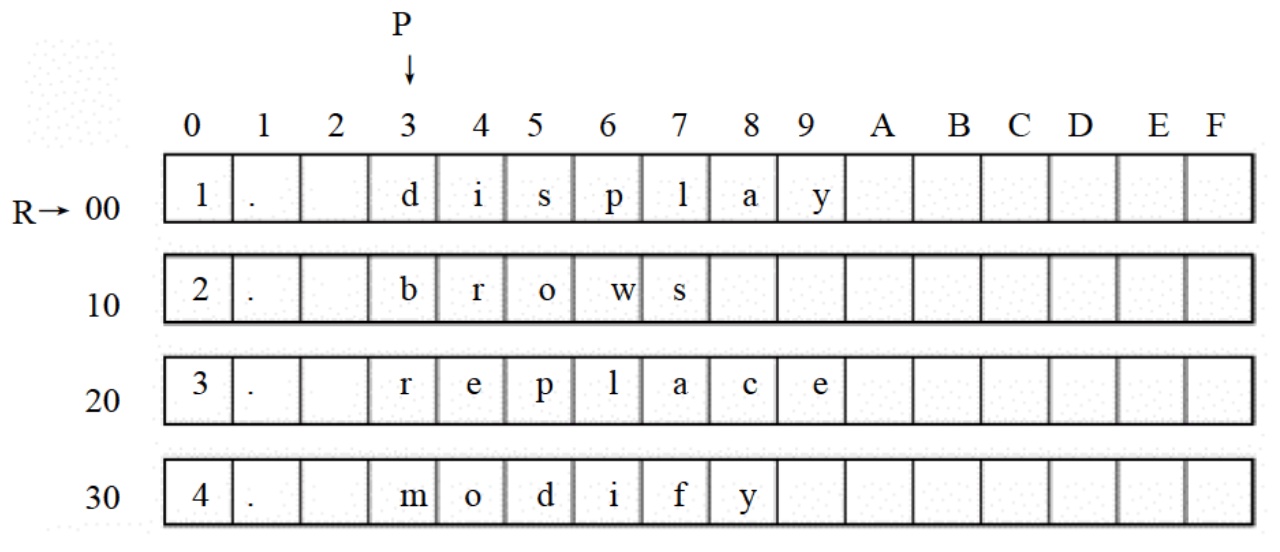 P
↓
0 1 2 3 4 5 6 7 8 9 A B C D E F
R→ 00 1 . d i s p l a y
10 2 . b r o w s
20 3 . r e p l a c e
30 4 . m o d i f y